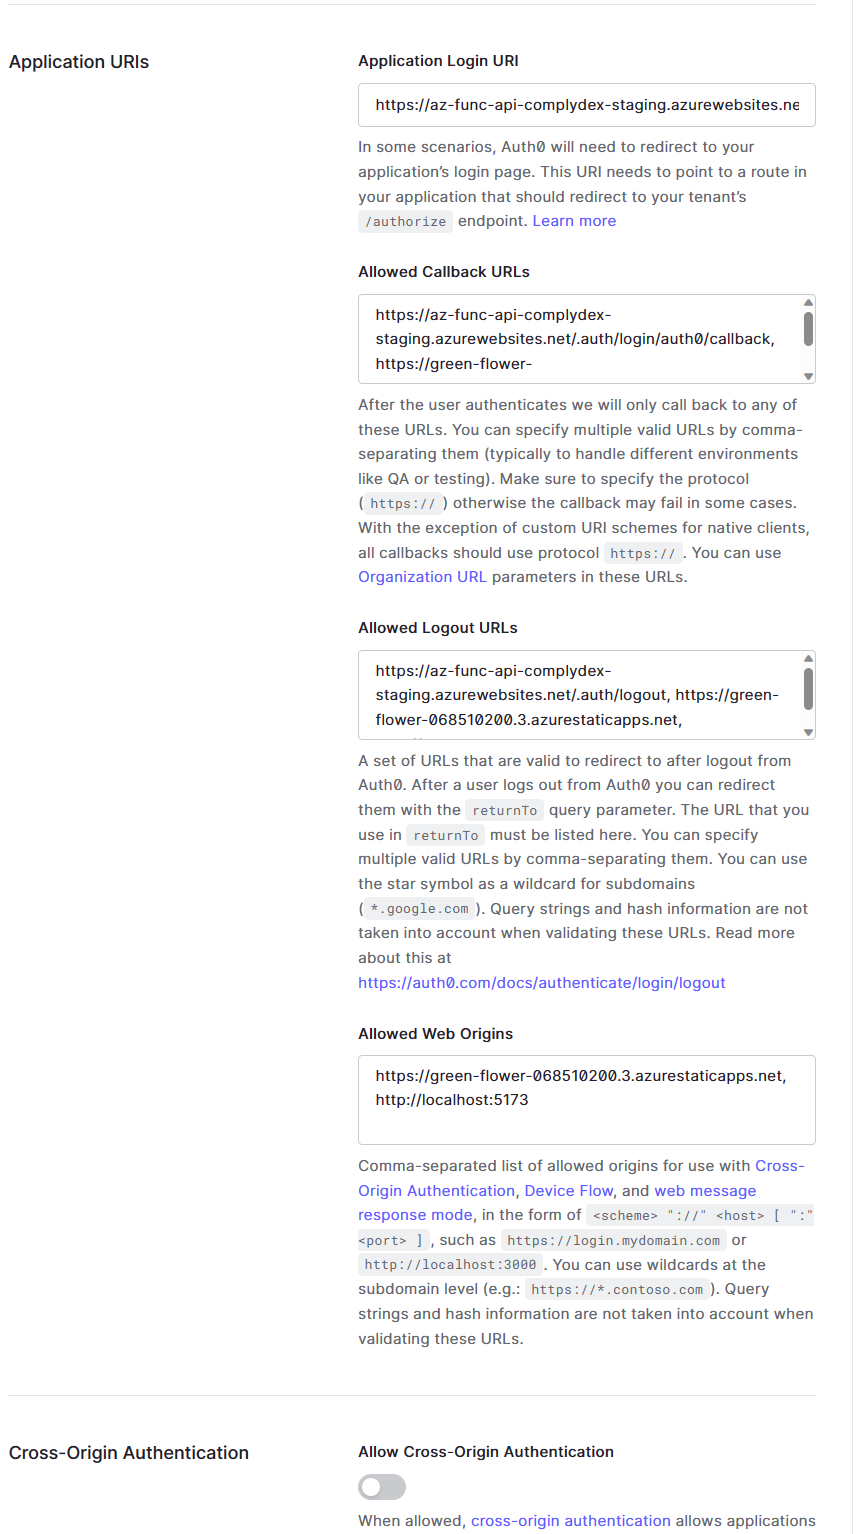 Application URIs
Application Login URI
https://az-func-api-complydex-staging.azurewebsites.ne
In some scenarios, Auth0 will need to redirect to your
application's login page. This URI needs to point to a route in
your application that should redirect to your tenant's
/authorize endpoint. Learn more
Allowed Callback URLs
https://az-func-api-complydex-
staging.azurewebsites.net/.auth/login/auth0/callback,
https://green-flower-
After the user authenticates we will only call back to any of
these URLs. You can specify multiple valid URLs by comma-
separating them (typically to handle different environments
like QA or testing). Make sure to specify the protocol
( https:// ) otherwise the callback may fail in some cases.
With the exception of custom URI schemes for native clients,
all callbacks should use protocol https:// . You can use
Organization URL parameters in these URLs.
Allowed Logout URLs
https://az-func-api-complydex-
staging.azurewebsites.net/.auth/logout, https://green-
flower-068510200.3.azurestaticapps.net,
A set of URLs that are valid to redirect to after logout from
Auth0. After a user logs out from Auth0 you can redirect
them with the returnTo query parameter. The URL that you
use in returnTo must be listed here. You can specify
multiple valid URLs by comma-separating them. You can use
the star symbol as a wildcard for subdomains
( *.google.com ). Query strings and hash information are not
taken into account when validating these URLs. Read more
about this at
https://auth0.com/docs/authenticate/login/logout
Allowed Web Origins
https://green-flower-068510200.3.azurestaticapps.net,
http://localhost:5173
Comma-separated list of allowed origins for use with Cross-
Origin Authentication, Device Flow, and web message
response mode, in the form of <scheme> "://" <host> [ ":"
<port> ] , such as https://login.mydomain.com or
http://localhost:3000 . You can use wildcards at the
subdomain level (e.g.: https://*.contoso.com ). Query
strings and hash information are not taken into account when
validating these URLs.
Cross-Origin Authentication
Allow Cross-Origin Authentication
When allowed, cross-origin authentication allows applications